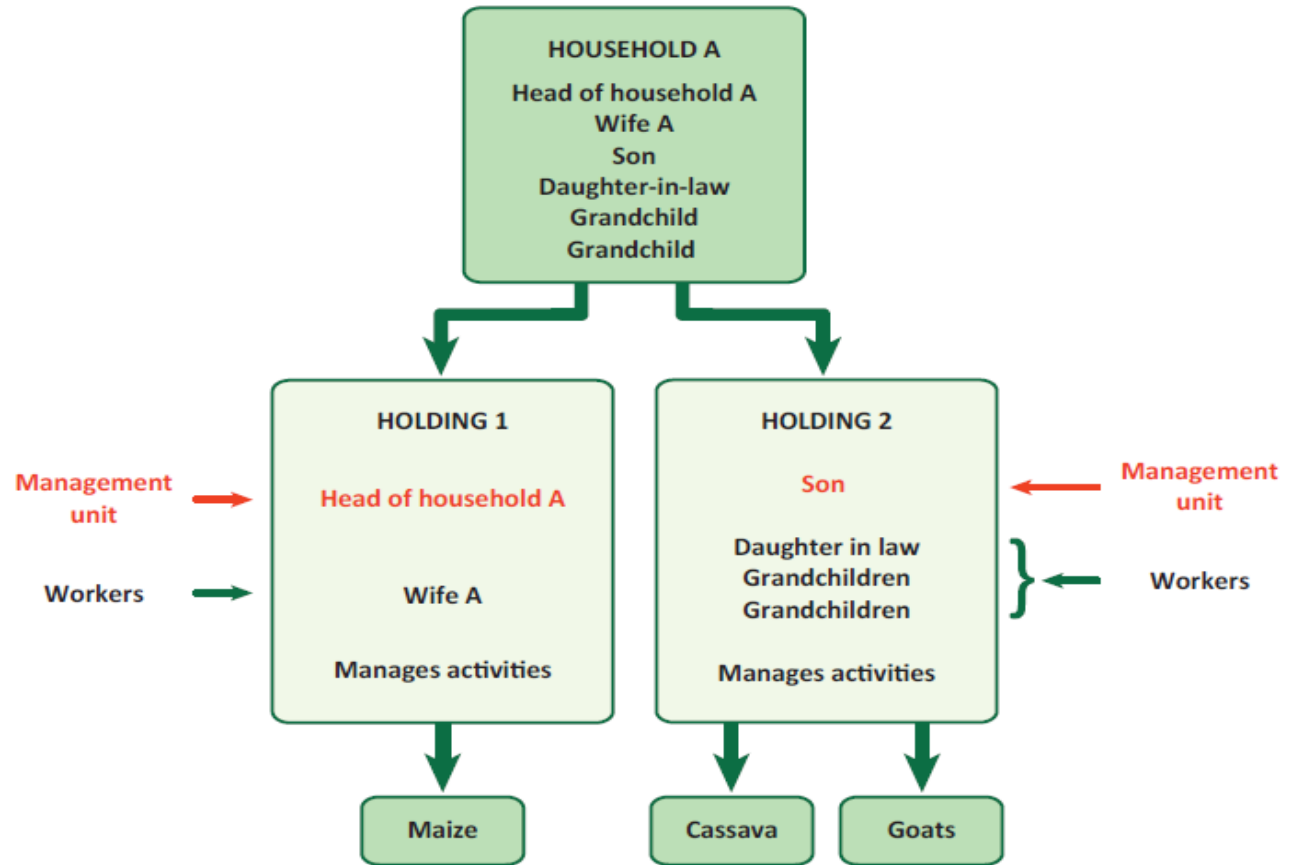 HOUSEHOLD A
Head of household A
Wife A
Son
Daughter-in-law
Grandchild
Grandchild
HOLDING 1
Head of household A
Wife A
Manages activities
Management
unit
Workers
HOLDING 2
Son
Daughter in law
Grandchildren
Grandchildren
Manages activities
Management
unit
Workers
Maize
Cassava
Goats